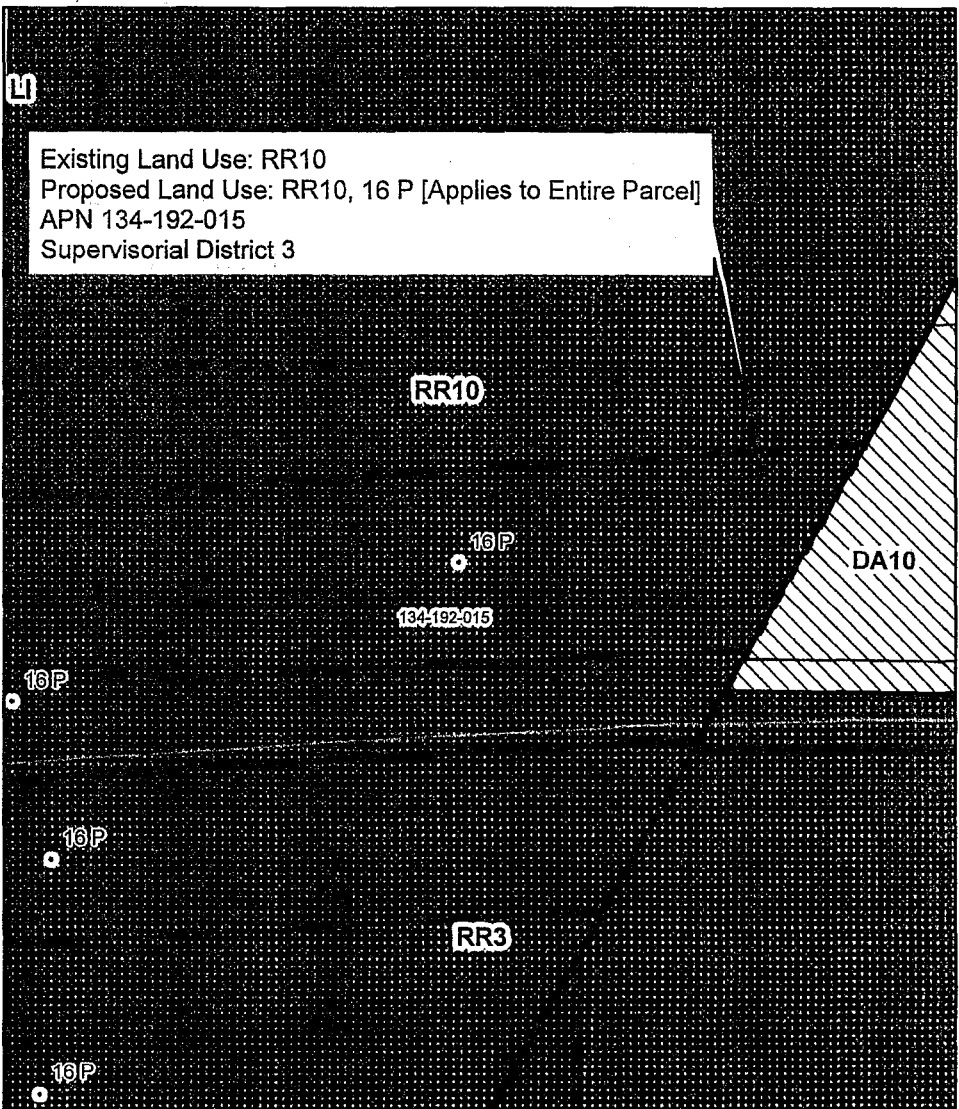 LI
Existing Land Use: RR10
Proposed Land Use: RR10, 16 P [Applies to Entire Parcel]
APN 134-192-015
Supervisorial District 3
RR10
16 P
DA10
134-192-015
16 P
16 P
RR3
16 P